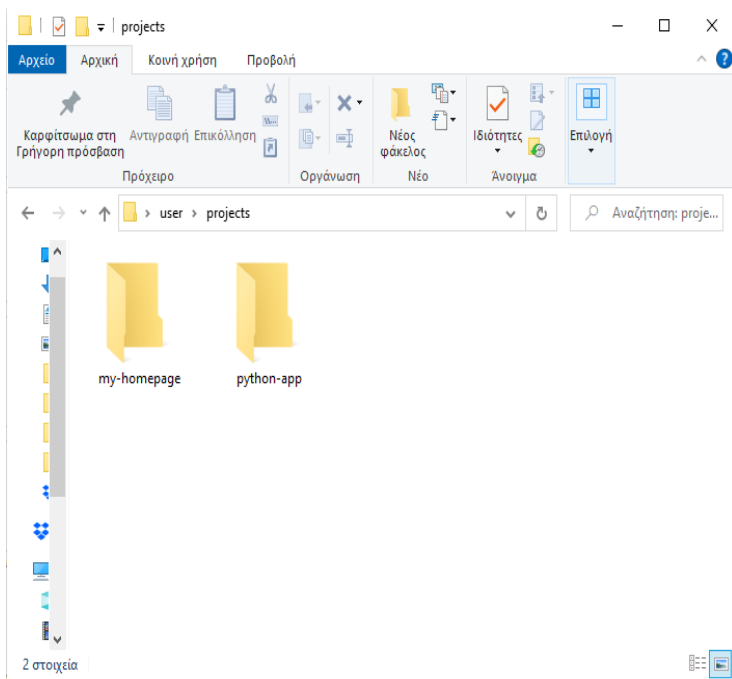 projects
Αρχείο Αρχική Κοινή χρήση Προβολή
Καρφίτσωμα στη Γρήγορη πρόσβαση
Αντιγραφή
Επικόλληση
Νέος φάκελος
Ιδιότητες
Επιλογή
Πρόχειρο Οργάνωση Νέο Άνοιγμα
user projects Αναζήτηση: proje...
my-homepage python-app
2 στοιχεία